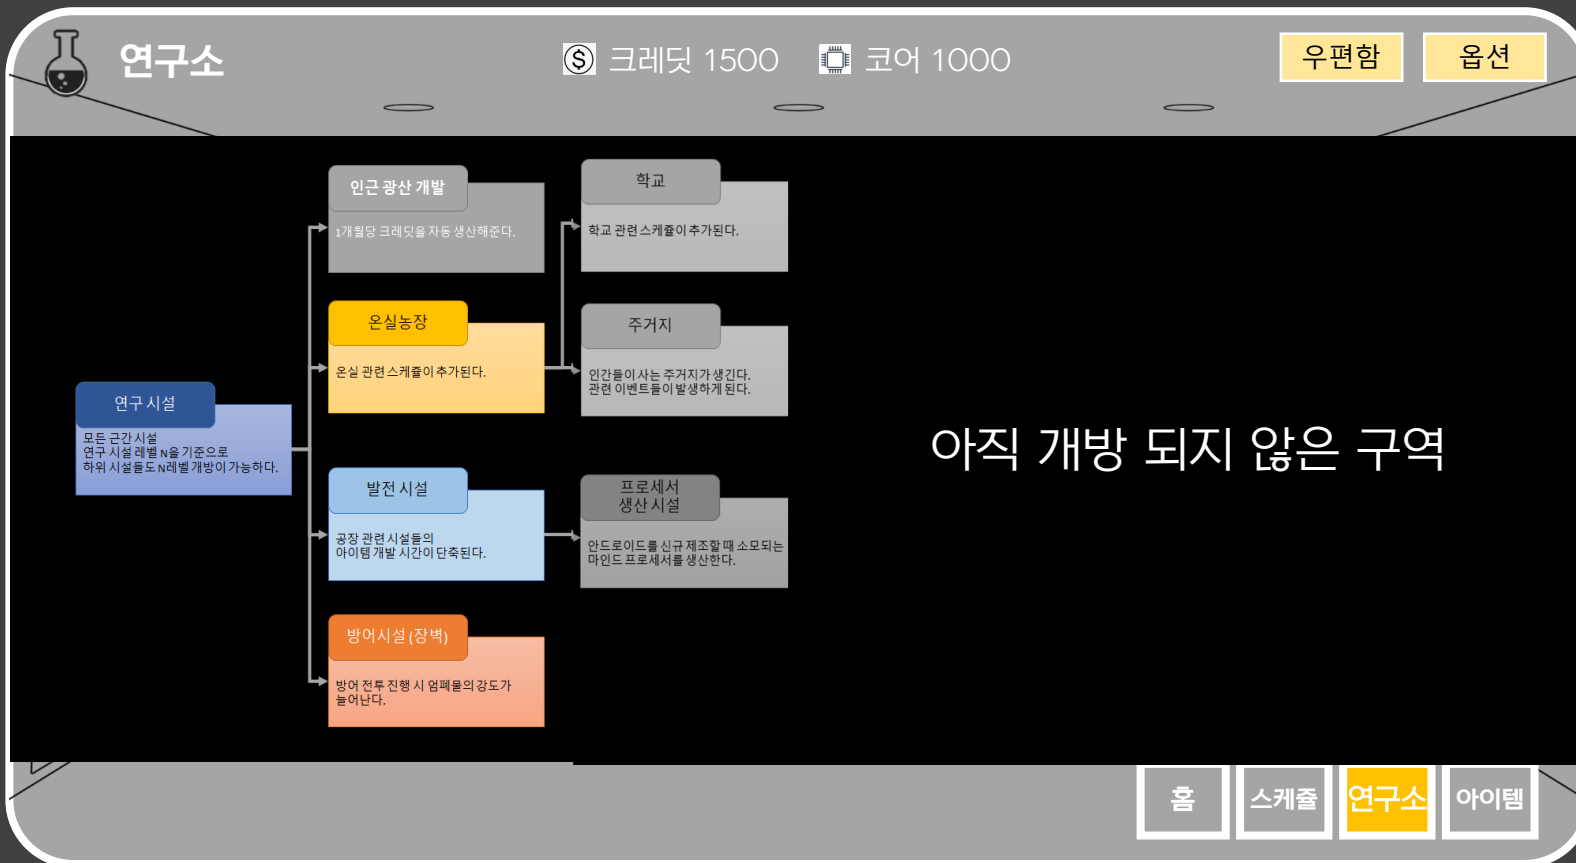 연구소
크레딧 1500
코어 1000
우편함
옵션
인근 광산 개발
1개월당 크레딧을 자동 생산해준다.
학교
학교 관련 스케쥴이 추가된다.
온실농장
온실 관련 스케쥴이 추가된다.
주거지
인간들이 사는 주거지가 생긴다.
관련 이벤트들이 발생하게 된다.
연구 시설
모든 근간 시설
연구 시설 레벨 N을 기준으로
하위 시설들도 N레벨 개방이 가능하다.
발전 시설
공장 관련 시설들의
아이템 개발 시간이 단축된다.
프로세서
생산 시설
안드로이드를 신규 제조할 때 소모되는
마인드 프로세서를 생산한다.
방어시설 (장벽)
방어 전투 진행 시 엄폐물의 강도가
늘어난다.
아직 개방 되지 않은 구역
홈
스케쥴
연구소
아이템